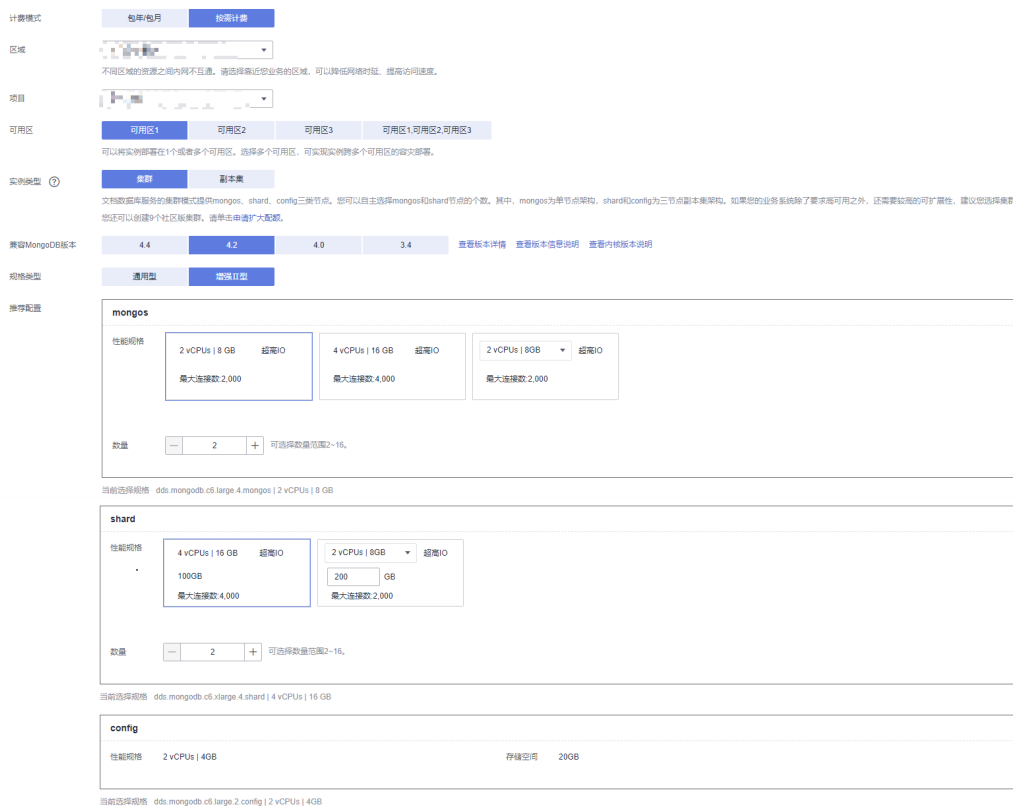 计费模式 包年/包月 按需计费
区域
不同区域的资源之间内网不互通。请选择靠近您业务的区域，可以降低网络时延，提高访问速度。
项目
可用区 可用区1 可用区2 可用区3 可用区1,可用区2,可用区3
可以将实例部署在1个或者多个可用区。选择多个可用区，可实现实例跨多个可用区的容灾部署。
实例类型 ? 集群 副本集
文档数据库服务的集群模式提供mongos、shard、config三类节点。您可以自主选择mongos和shard节点的个数。其中，mongos为单节点架构，shard和config为三节点副本集架构。如果您的业务系统除了要求高可用之外，还需要较高的可扩展性，建议您选择集群
您还可以创建9个社区版集群。请单击申请扩大配额。
兼容MongoDB版本 4.4 4.2 4.0 3.4 查看版本详情 查看版本信息说明 查看内核版本说明
规格类型 通用型 增强II型
推荐配置
mongos
性能规格 2 vCPUs | 8 GB 超高IO 4 vCPUs | 16 GB 超高IO 2 vCPUs | 8GB 超高IO
最大连接数:2,000 最大连接数:4,000 最大连接数:2,000
数量 2 可选择数量范围2~16。
当前选择规格 dds.mongodb.c6.large.4.mongos | 2 vCPUs | 8 GB
shard
性能规格 4 vCPUs | 16 GB 超高IO 2 vCPUs | 8GB 超高IO
100GB 200 GB
最大连接数:4,000 最大连接数:2,000
数量 2 可选择数量范围2~16。
当前选择规格 dds.mongodb.c6.xlarge.4.shard | 4 vCPUs | 16 GB
config
性能规格 2 vCPUs | 4GB 存储空间 20GB
当前选择规格 dds.mongodb.c6.large.2.config | 2 vCPUs | 4GB